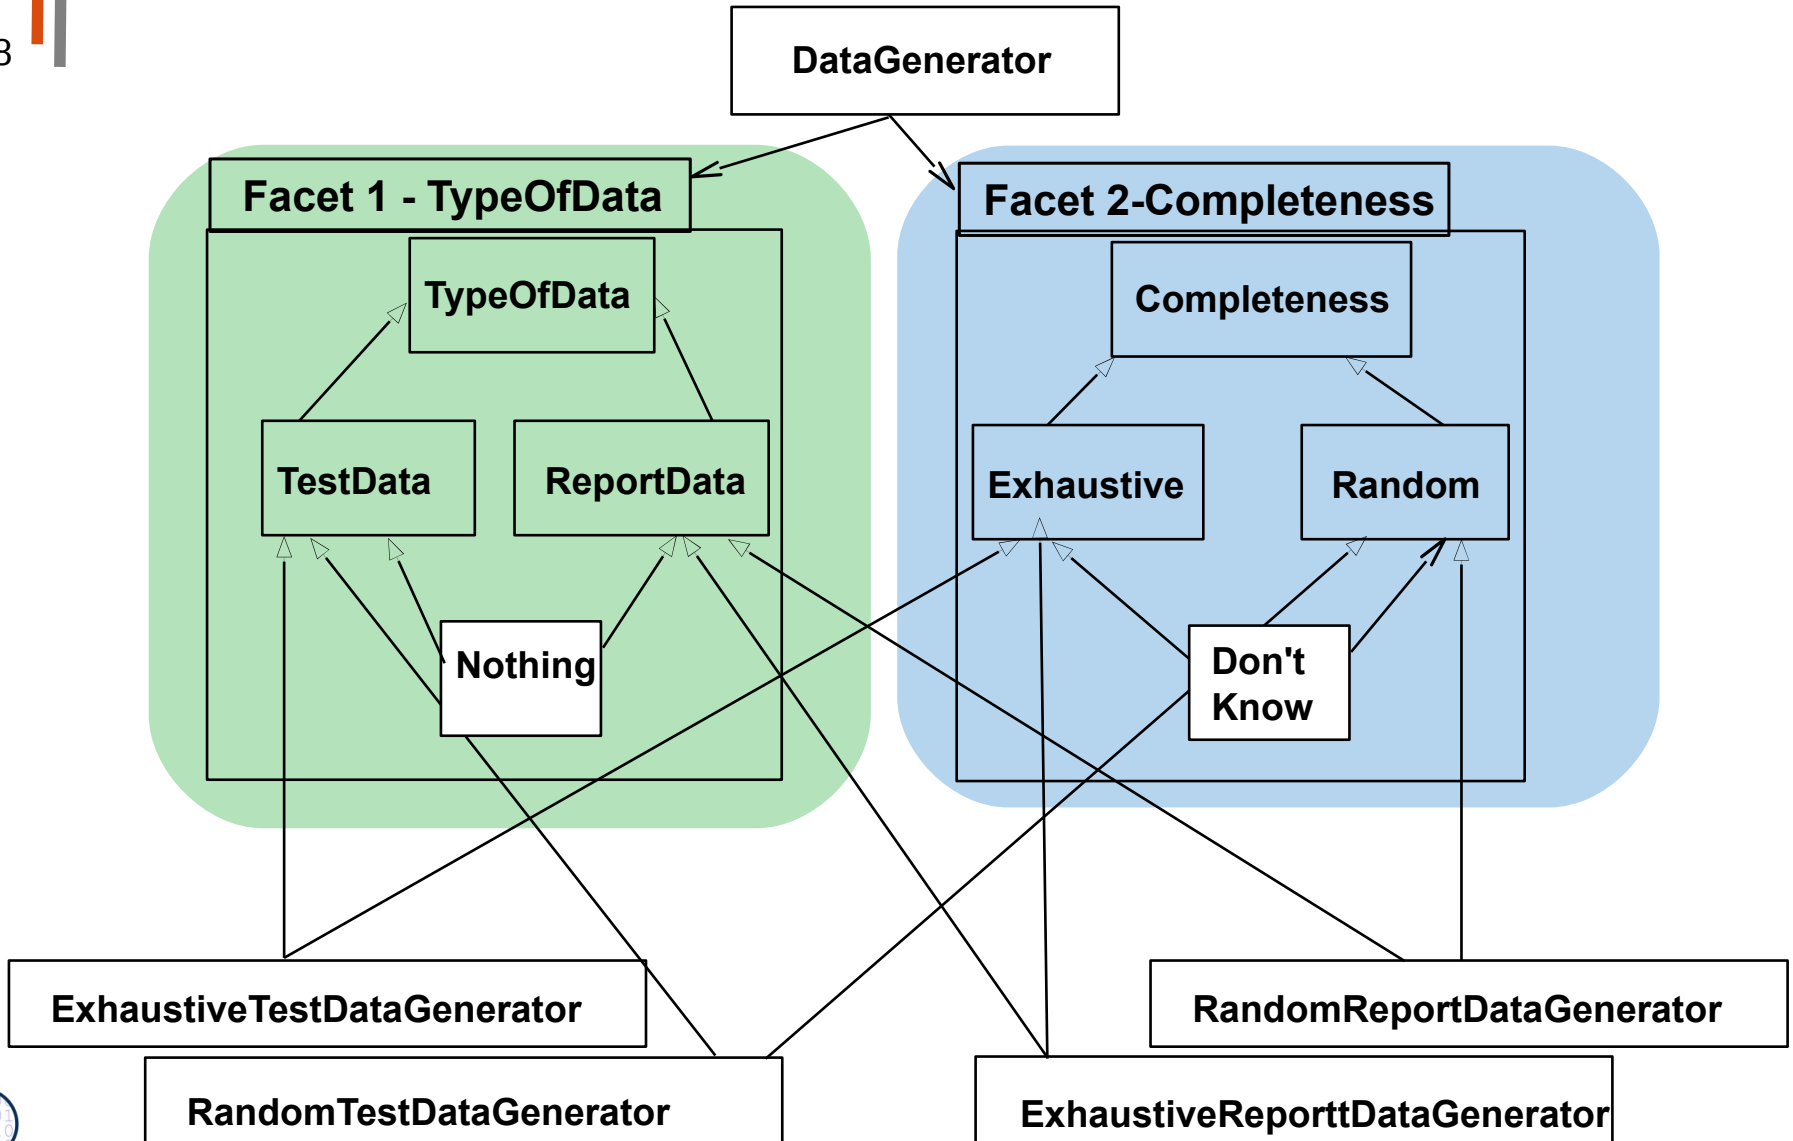 8
DataGenerator
Facet 1 - TypeOfData
Facet 2-Completeness
TypeOfData
Completeness
TestData
ReportData
Exhaustive
Random
Nothing
Don't
Know
ExhaustiveTestDataGenerator
RandomReportDataGenerator
RandomTestDataGenerator
ExhaustiveReporttDataGenerator